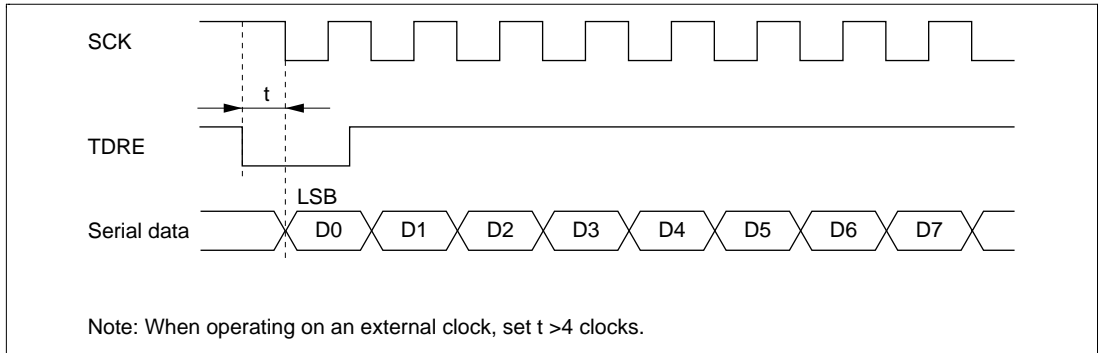 SCK
t
TDRE
LSB
Serial data D0 D1 D2 D3 D4 D5 D6 D7
Note: When operating on an external clock, set t >4 clocks.